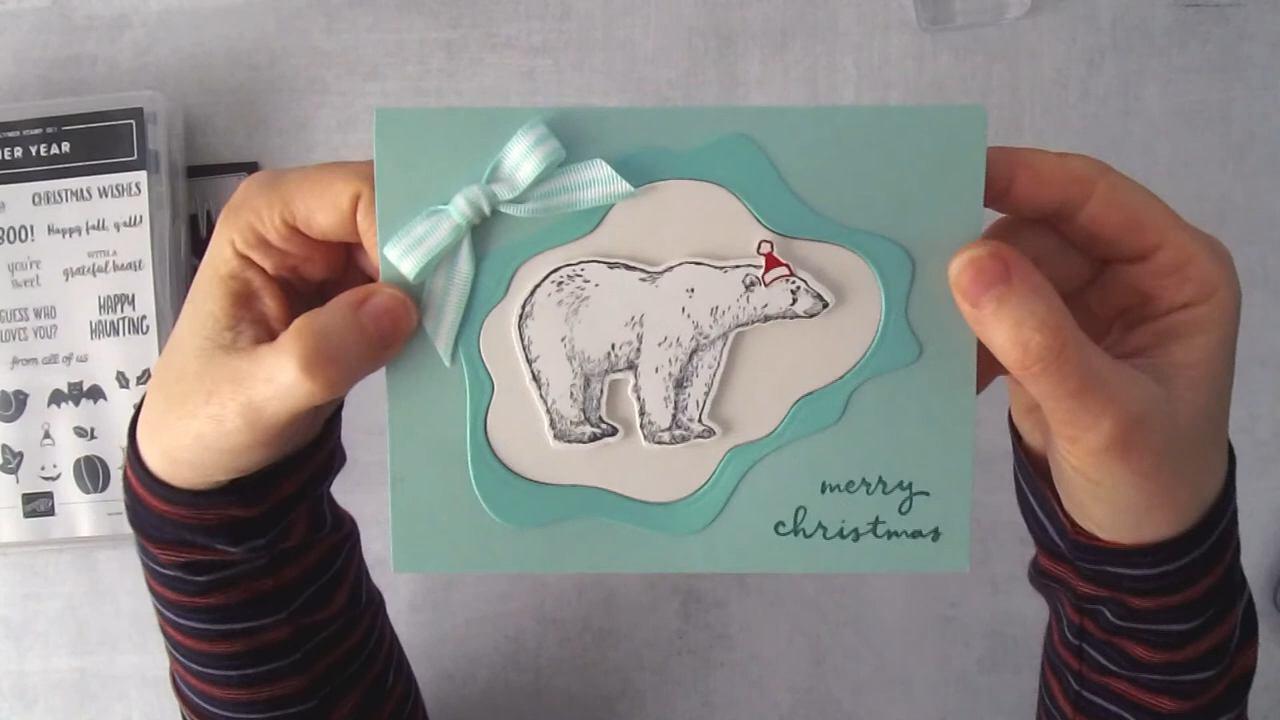 ER YEAR
CHRISTMAS WISHES
BOO!
Happy fall, y'all!
you're
sweet
WITH A
grateful heart
GUESS WHO
LOVES YOU?
HAPPY
HAUNTING
from all of us
merry
christmas